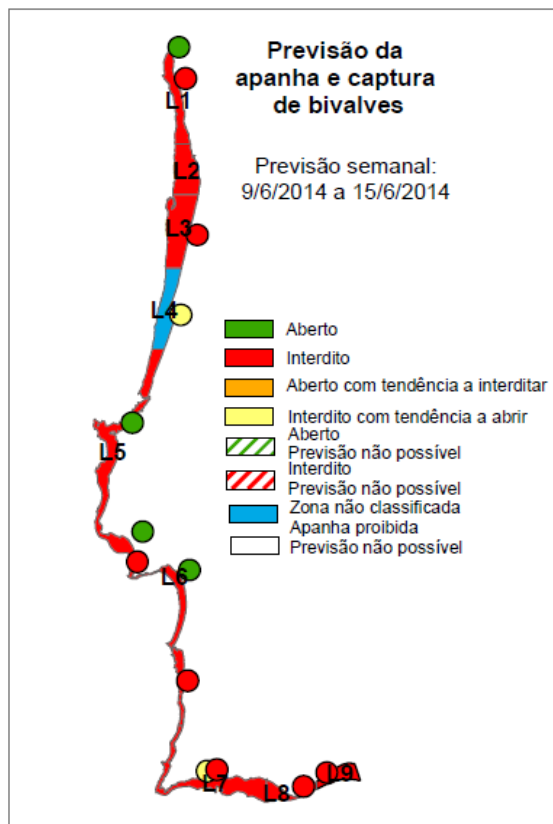 Previsão da
apanha e captura
de bivalves
Previsão semanal:
9/6/2014 a 15/6/2014
L1
L2
L3
L4
L5
L6
L7
L8
L9
Aberto
Interdito
Aberto com tendência a interditar
Interdito com tendência a abrir
Aberto
Previsão não possível
Interdito
Previsão não possível
Zona não classificada
Apanha proibida
Previsão não possível